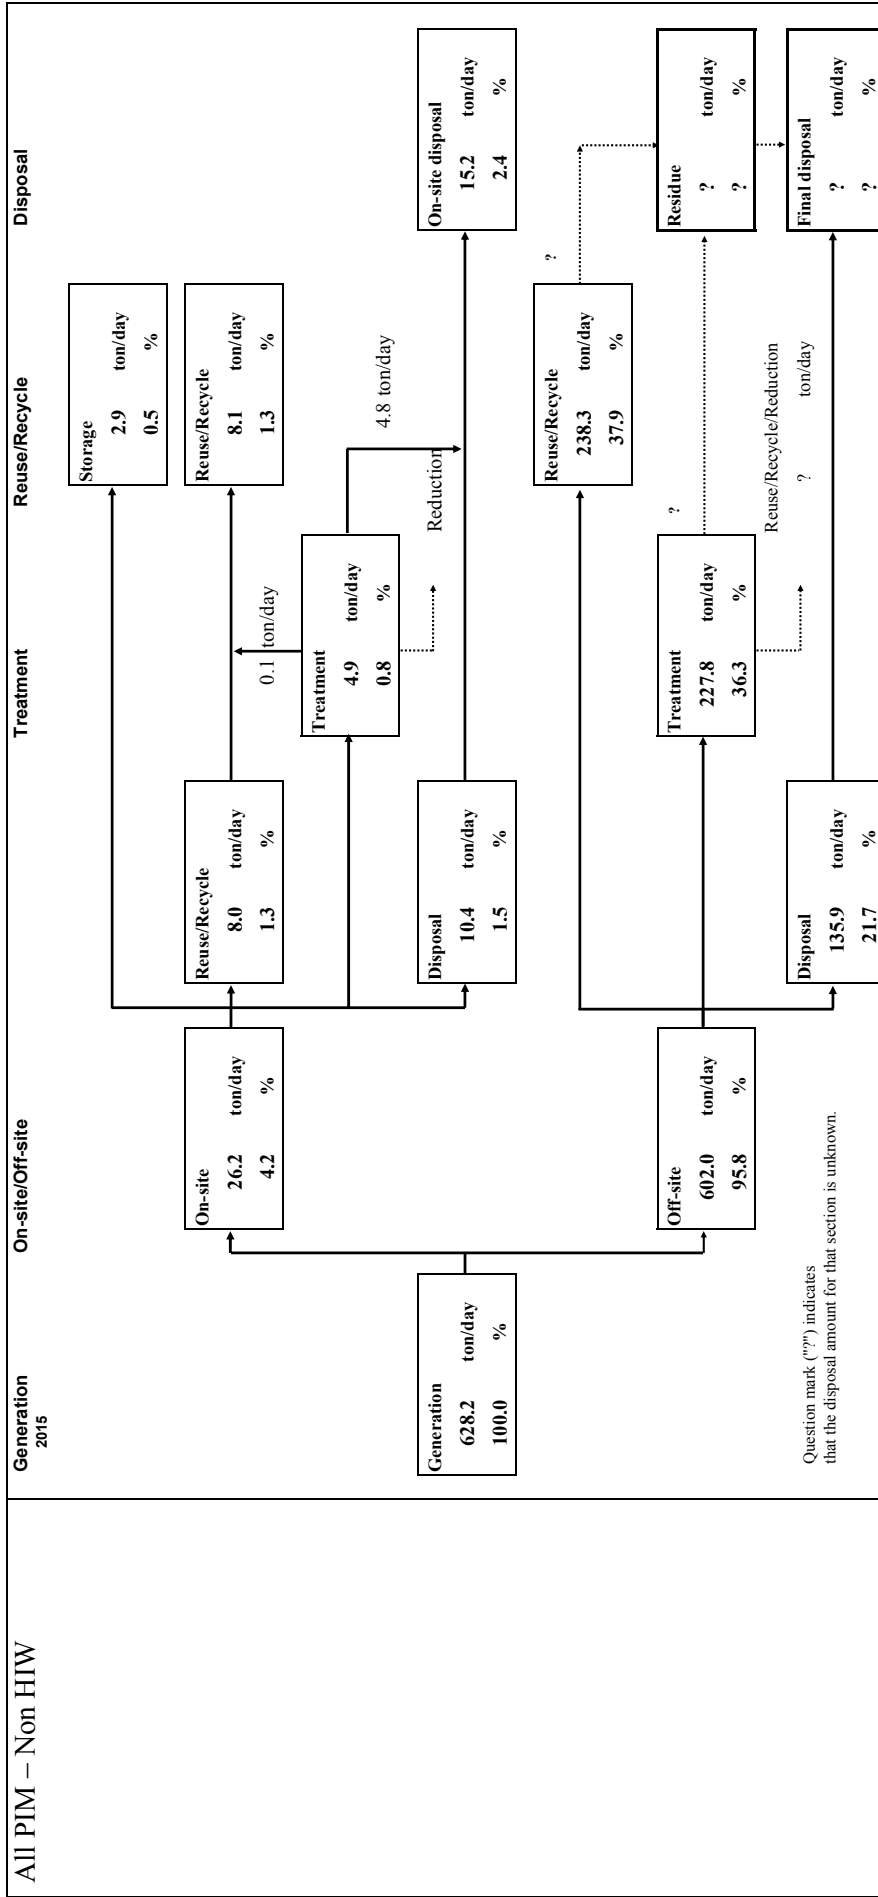 All PIM – Non HIW
Generation
2015
On-site/Off-site
Treatment
Reuse/Recycle
Disposal
Storage
2.9 ton/day
0.5 %
Reuse/Recycle
8.0 ton/day
1.3 %
Reuse/Recycle
8.1 ton/day
1.3 %
On-site
26.2 ton/day
4.2 %
0.1 ton/day
Treatment
4.9 ton/day
0.8 %
4.8 ton/day
Reduction
Generation
628.2 ton/day
100.0 %
Disposal
10.4 ton/day
1.5 %
On-site disposal
15.2 ton/day
2.4 %
Reuse/Recycle
238.3 ton/day
37.9 %
?
Off-site
602.0 ton/day
95.8 %
Treatment
227.8 ton/day
36.3 %
?
Residue
? ton/day
? %
Reuse/Recycle/Reduction
? ton/day
Disposal
135.9 ton/day
21.7 %
Final disposal
? ton/day
? %
Question mark ("?") indicates
that the disposal amount for that section is unknown.